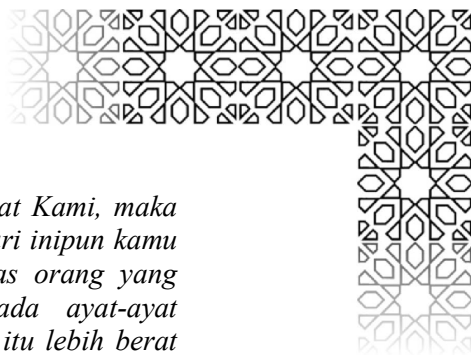 at Kami, maka
ri inipun kamu
as orang yang
ada ayat-ayat
itu lebih berat